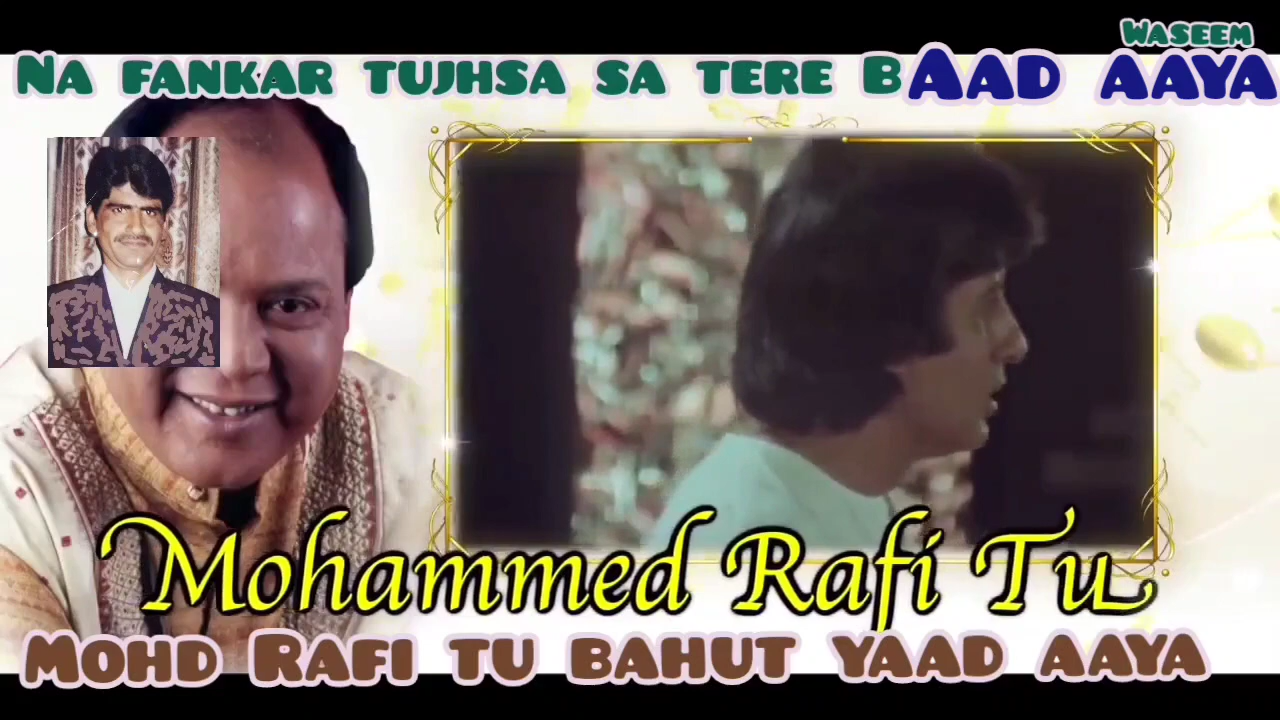 Waseem
Na fankar tujhsa sa tere BAad aaya
Mohammed Rafi Tu
Mohd Rafi tu bahut yaad aaya